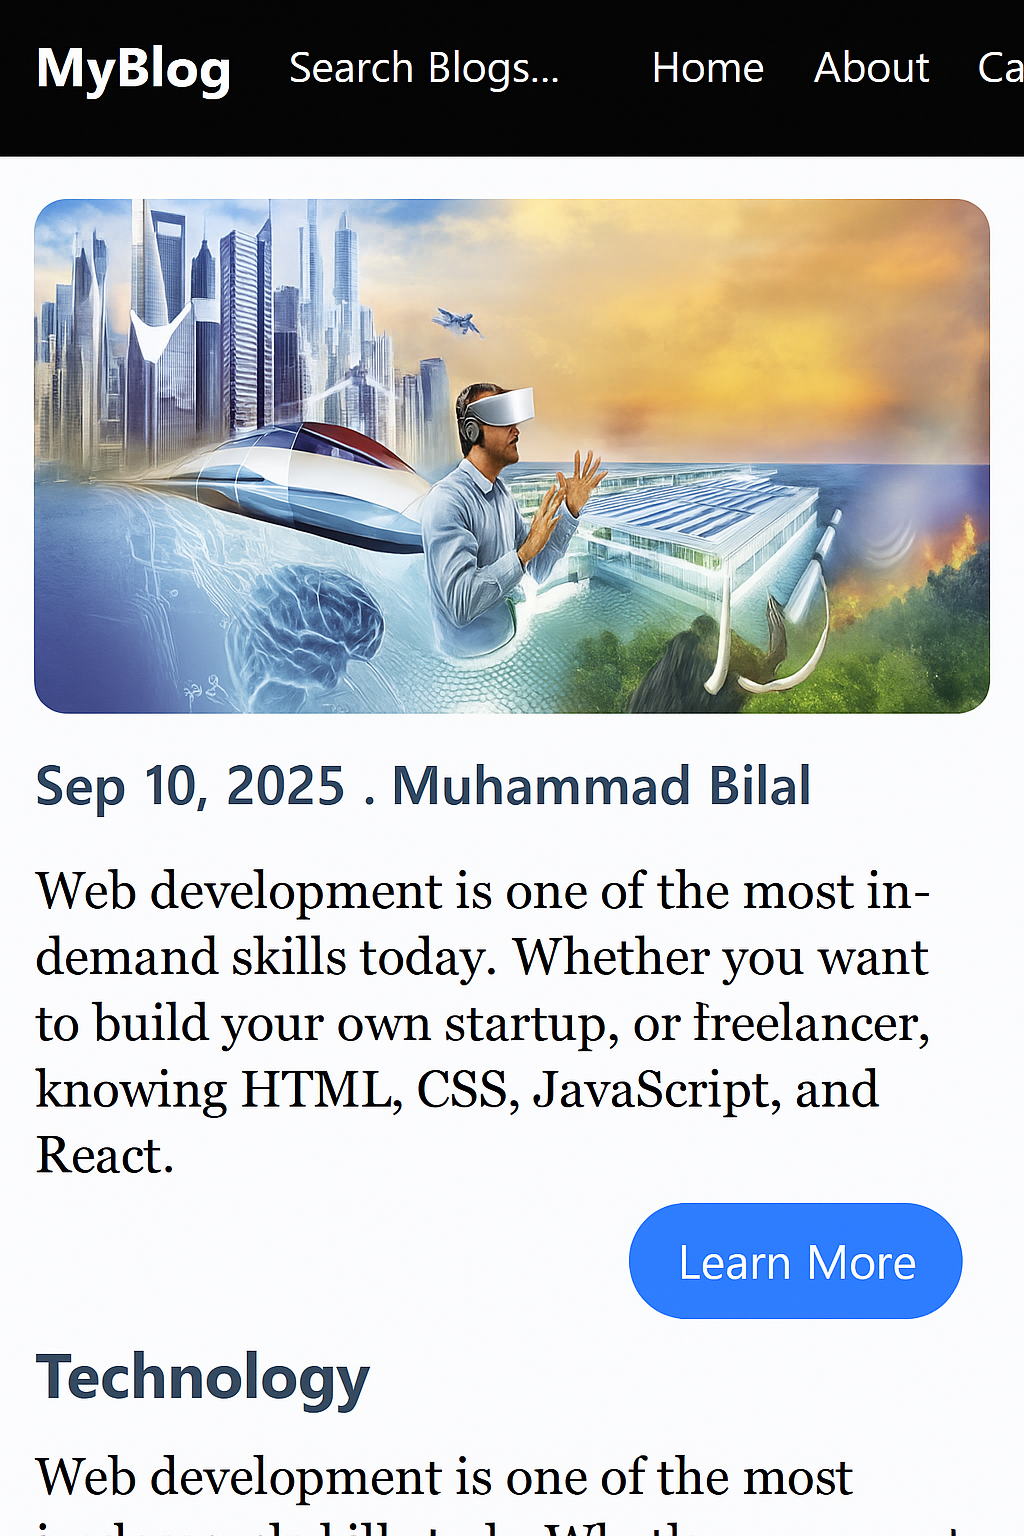 MyBlog Search Blogs... Home About Ca
Sep 10, 2025 . Muhammad Bilal
Web development is one of the most in-
demand skills today. Whether you want
to build your own startup, or freelancer,
knowing HTML, CSS, JavaScript, and
React.
Learn More
Technology
Web development is one of the most